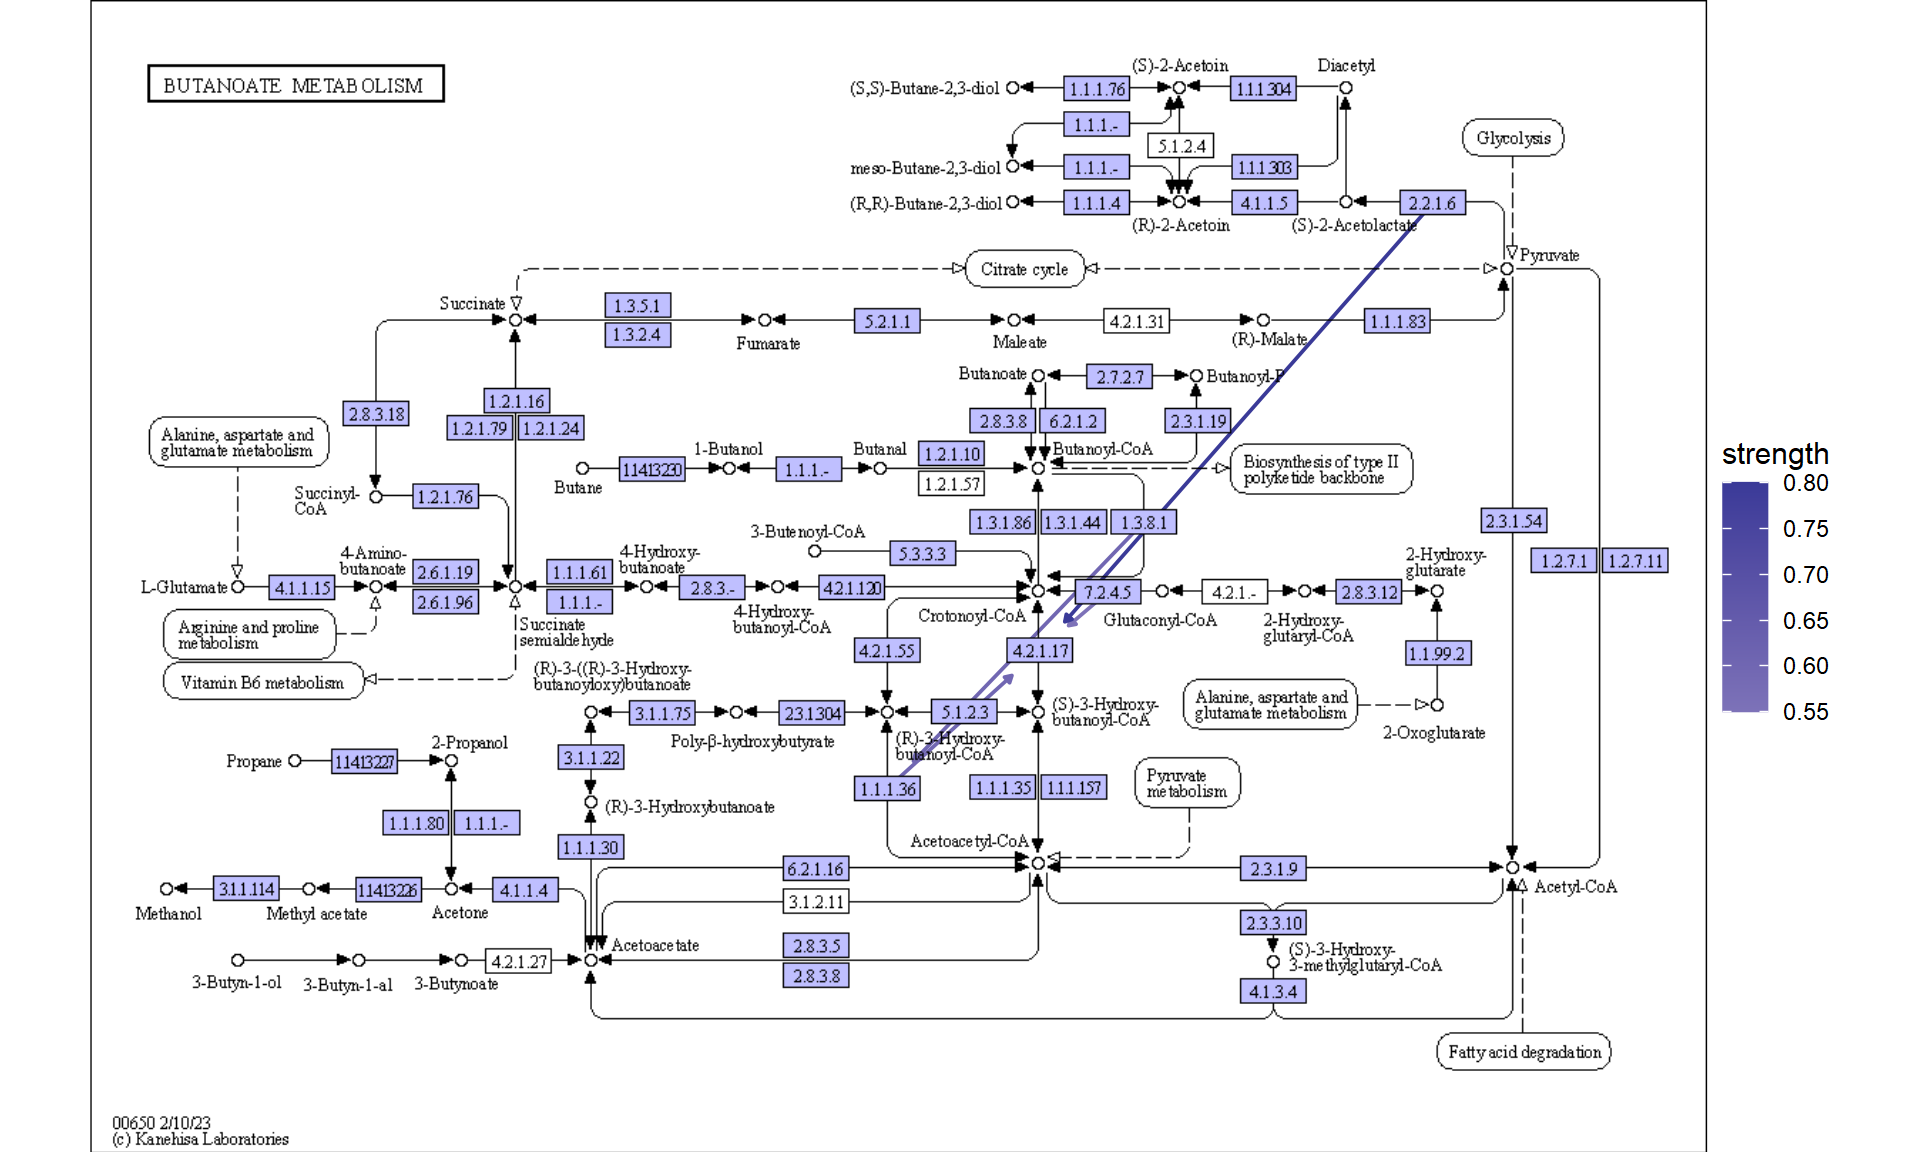 BUTANOATE METABOLISM
(S)-2-Acetoin
Diacetyl
(S,S)-Butane-2,3-diol
1.1.1.76
1.1.1.304
1.1.1.-
5.1.2.4
Glycolysis
meso-Butane-2,3-diol
1.1.1.-
1.1.1.303
(R,R)-Butane-2,3-diol
1.1.1.4
4.1.1.5
2.2.1.6
(R)-2-Acetoin
(S)-2-Acetolactate
Pyruvate
Citrate cycle
Succinate
1.3.5.1
1.3.2.4
5.2.1.1
4.2.1.31
1.1.1.83
Fumarate
Maleate
(R)-Malate
Butanoate
2.7.2.7
Butanoyl-P
2.8.3.18
1.2.1.16
1.2.1.79
1.2.1.24
2.8.3.8
6.2.1.2
2.3.1.19
Alanine, aspartate and
glutamate metabolism
1-Butanol
Butanal
1.2.1.10
Butanoyl-CoA
Butane
11413230
1.1.1.-
1.2.1.57
Biosynthesis of type II
polyketide backbone
Succinyl-
CoA
1.2.1.76
1.3.1.86
1.3.1.44
1.3.8.1
2.3.1.54
3-Butenoyl-CoA
5.3.3.3
1.2.7.1
1.2.7.11
4-Amino-
butanoate
4-Hydroxy-
butanoate
2-Hydroxy-
glutarate
L-Glutamate
4.1.1.15
2.6.1.19
2.6.1.96
1.1.1.61
1.1.1.-
2.8.3.-
4.2.1.120
7.2.4.5
4.2.1.-
2.8.3.12
4-Hydroxy-
butanoyl-CoA
Crotonoyl-CoA
Glutaconyl-CoA
2-Hydroxy-
glutaryl-CoA
Arginine and proline
metabolism
Succinate
semialdehyde
4.2.1.55
4.2.1.17
1.1.99.2
Vitamin B6 metabolism
(R)-3-((R)-3-Hydroxy-
butanoyloxy)butanoate
Alanine, aspartate and
glutamate metabolism
3.1.1.75
2.3.1.304
5.1.2.3
(S)-3-Hydroxy-
butanoyl-CoA
Poly-β-hydroxybutyrate
(R)-3-Hydroxy-
butanoyl-CoA
2-Oxoglutarate
2-Propanol
Propane
11413227
3.1.1.22
1.1.1.36
1.1.1.35
1.1.1.157
Pyruvate
metabolism
(R)-3-Hydroxybutanoate
1.1.1.80
1.1.1.-
1.1.1.30
Acetoacetyl-CoA
6.2.1.16
2.3.1.9
3.1.1.114
11413226
4.1.1.4
3.1.2.11
Acetyl-CoA
Methanol
Methyl acetate
Acetone
2.3.3.10
Acetoacetate
2.8.3.5
2.8.3.8
(S)-3-Hydroxy-
3-methylglutaryl-CoA
4.2.1.27
3-Butyn-1-ol
3-Butyn-1-al
3-Butynoate
4.1.3.4
Fatty acid degradation
00650 2/10/23
(c) Kanehisa Laboratories
strength
0.80
0.75
0.70
0.65
0.60
0.55